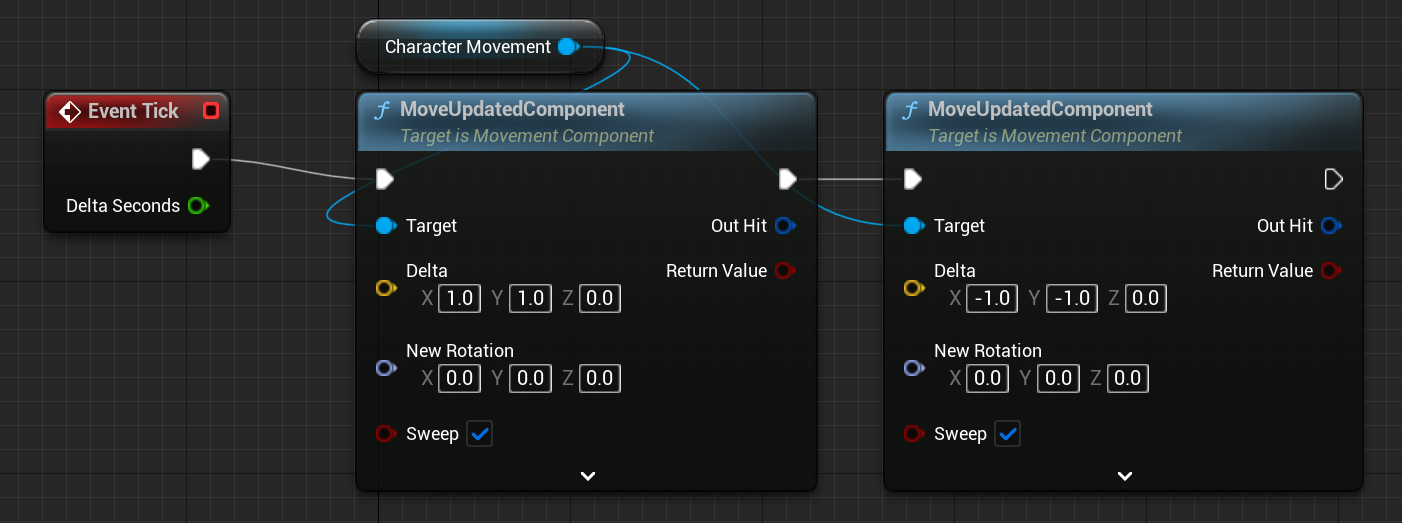 Character Movement
Event Tick
Delta Seconds
MoveUpdatedComponent
Target is Movement Component
Target
Out Hit
Delta
Return Value
X 1.0 Y 1.0 Z 0.0
New Rotation
X 0.0 Y 0.0 Z 0.0
Sweep
MoveUpdatedComponent
Target is Movement Component
Target
Out Hit
Delta
Return Value
X -1.0 Y -1.0 Z 0.0
New Rotation
X 0.0 Y 0.0 Z 0.0
Sweep